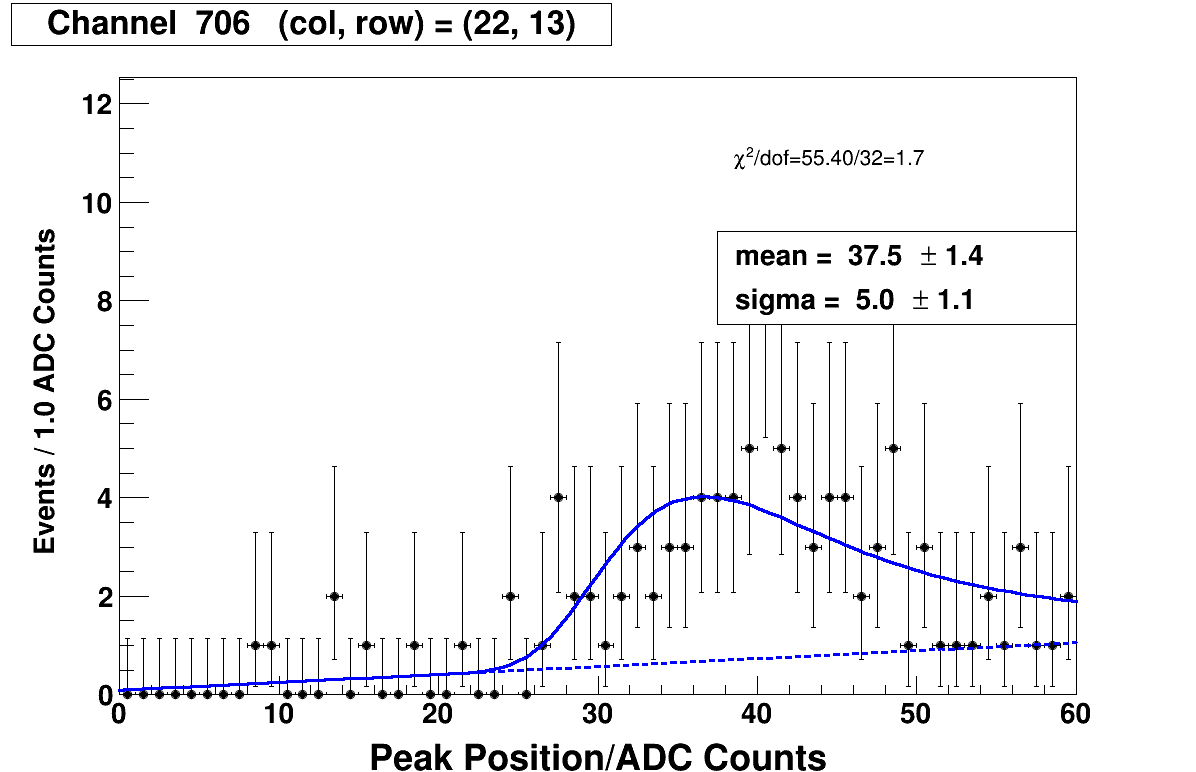 Channel 706 (col, row) = (22, 13)
12
10
8
6
4
2
0
Events / 1.0 ADC Counts
χ²/dof=55.40/32=1.7
mean = 37.5 ± 1.4
sigma = 5.0 ± 1.1
0 10 20 30 40 50 60
Peak Position/ADC Counts